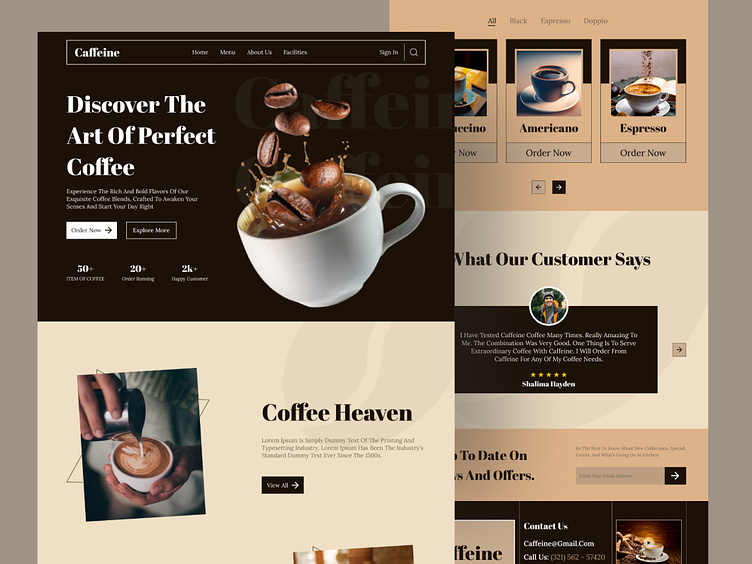 Caffeine
Home Menu About Us Facilities Sign In
Caffein
Caffein
Discover The
Art Of Perfect
Coffee
Experience The Rich And Bold Flavors Of Our
Exquisite Coffee Blends, Crafted To Awaken Your
Senses And Start Your Day Right
Order Now
Explore More
50+ 20+ 2k+
ITEM OF COFFEE Order Running Happy Customer
Coffee Heaven
Lorem Ipsum Is Simply Dummy Text Of The Printing And
Typesetting Industry. Lorem Ipsum Has Been The Industry's
Standard Dummy Text Ever Since The 1500s.
View All
All Black Espresso Doppio
uccino Americano Espresso
Now Order Now Order Now
What Our Customer Says
I Have Tested Caffeine Coffee Many Times. Really Amazing To
Me. The Combination Was Very Good. One Thing Is To Serve
Extraordinary Coffee With Caffeine. I Will Order From
Caffeine For Any Of My Coffee Needs.
Shalima Hayden
o To Date On
s And Offers.
Be The First To Know About New Collections, Special
Events, And What's Going On At Kitchen
Enter Your Email Address
ffeine
Contact Us
Caffeine@Gmail.Com
Call Us: (321) 562 - 57420